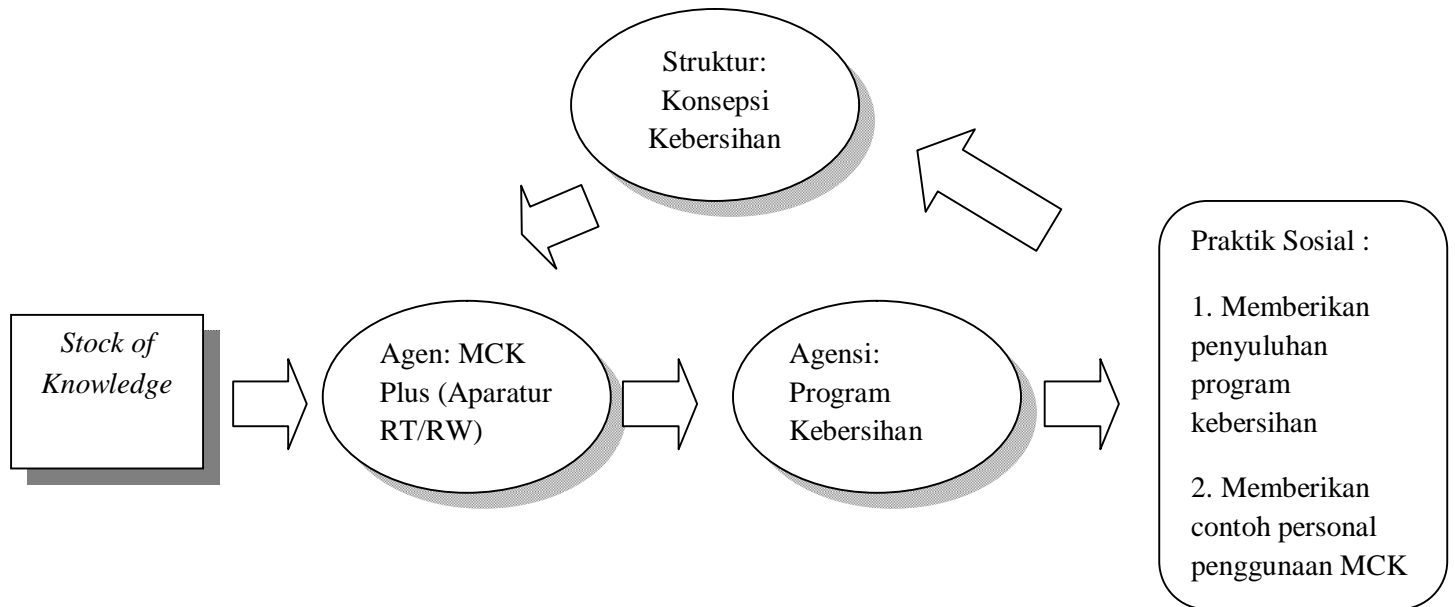 Struktur:
Konsepsi
Kebersihan
Stock of
Knowledge
Agen: MCK
Plus (Aparatur
RT/RW)
Agensi:
Program
Kebersihan
Praktik Sosial :
1. Memberikan
penyuluhan
program
kebersihan
2. Memberikan
contoh personal
penggunaan MCK